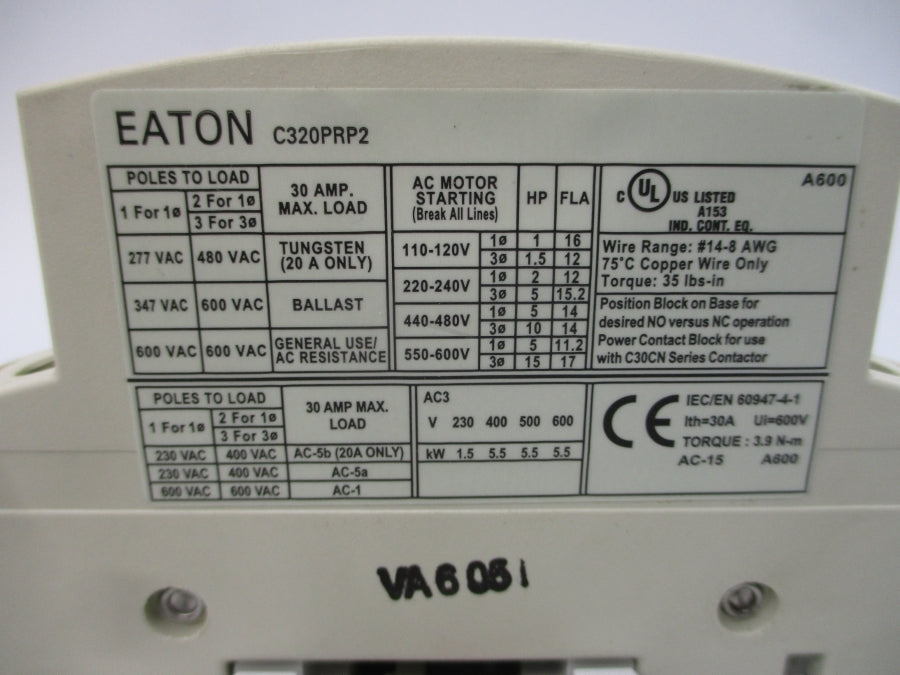 EATON C320PRP2
POLES TO LOAD
1 For 1ø
2 For 1ø
3 For 3ø
30 AMP.
MAX. LOAD
277 VAC 480 VAC TUNGSTEN
(20 A ONLY)
347 VAC 600 VAC BALLAST
600 VAC 600 VAC GENERAL USE/
AC RESISTANCE
AC MOTOR
STARTING
(Break All Lines)
HP FLA
110-120V 1ø 1 16
3ø 1.5 12
220-240V 1ø 2 12
3ø 5 15.2
440-480V 1ø 5 14
3ø 10 14
550-600V 1ø 5 11.2
3ø 15 17
A600
C UL US LISTED
A153
IND. CONT. EQ.
Wire Range: #14-8 AWG
75°C Copper Wire Only
Torque: 35 lbs-in
Position Block on Base for
desired NO versus NC operation
Power Contact Block for use
with C30CN Series Contactor
POLES TO LOAD
1 For 1ø
2 For 1ø
3 For 3ø
30 AMP MAX.
LOAD
230 VAC 400 VAC AC-5b (20A ONLY)
230 VAC 400 VAC AC-5a
600 VAC 600 VAC AC-1
AC3
V 230 400 500 600
kW 1.5 5.5 5.5 5.5
CE IEC/EN 60947-4-1
Ith=30A Ui=600V
TORQUE : 3.9 N-m
AC-15 A600